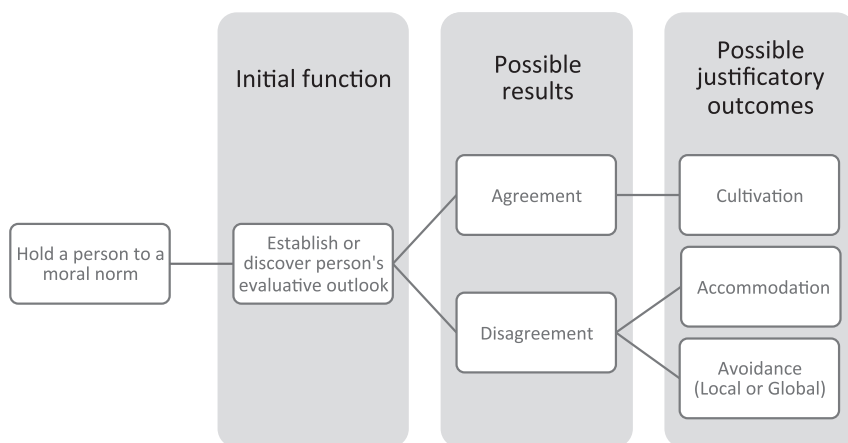 Initial function
Possible
results
Possible
justificatory
outcomes
Hold a person to a
moral norm
Establish or
discover person's
evaluative outlook
Agreement
Disagreement
Cultivation
Accommodation
Avoidance
(Local or Global)